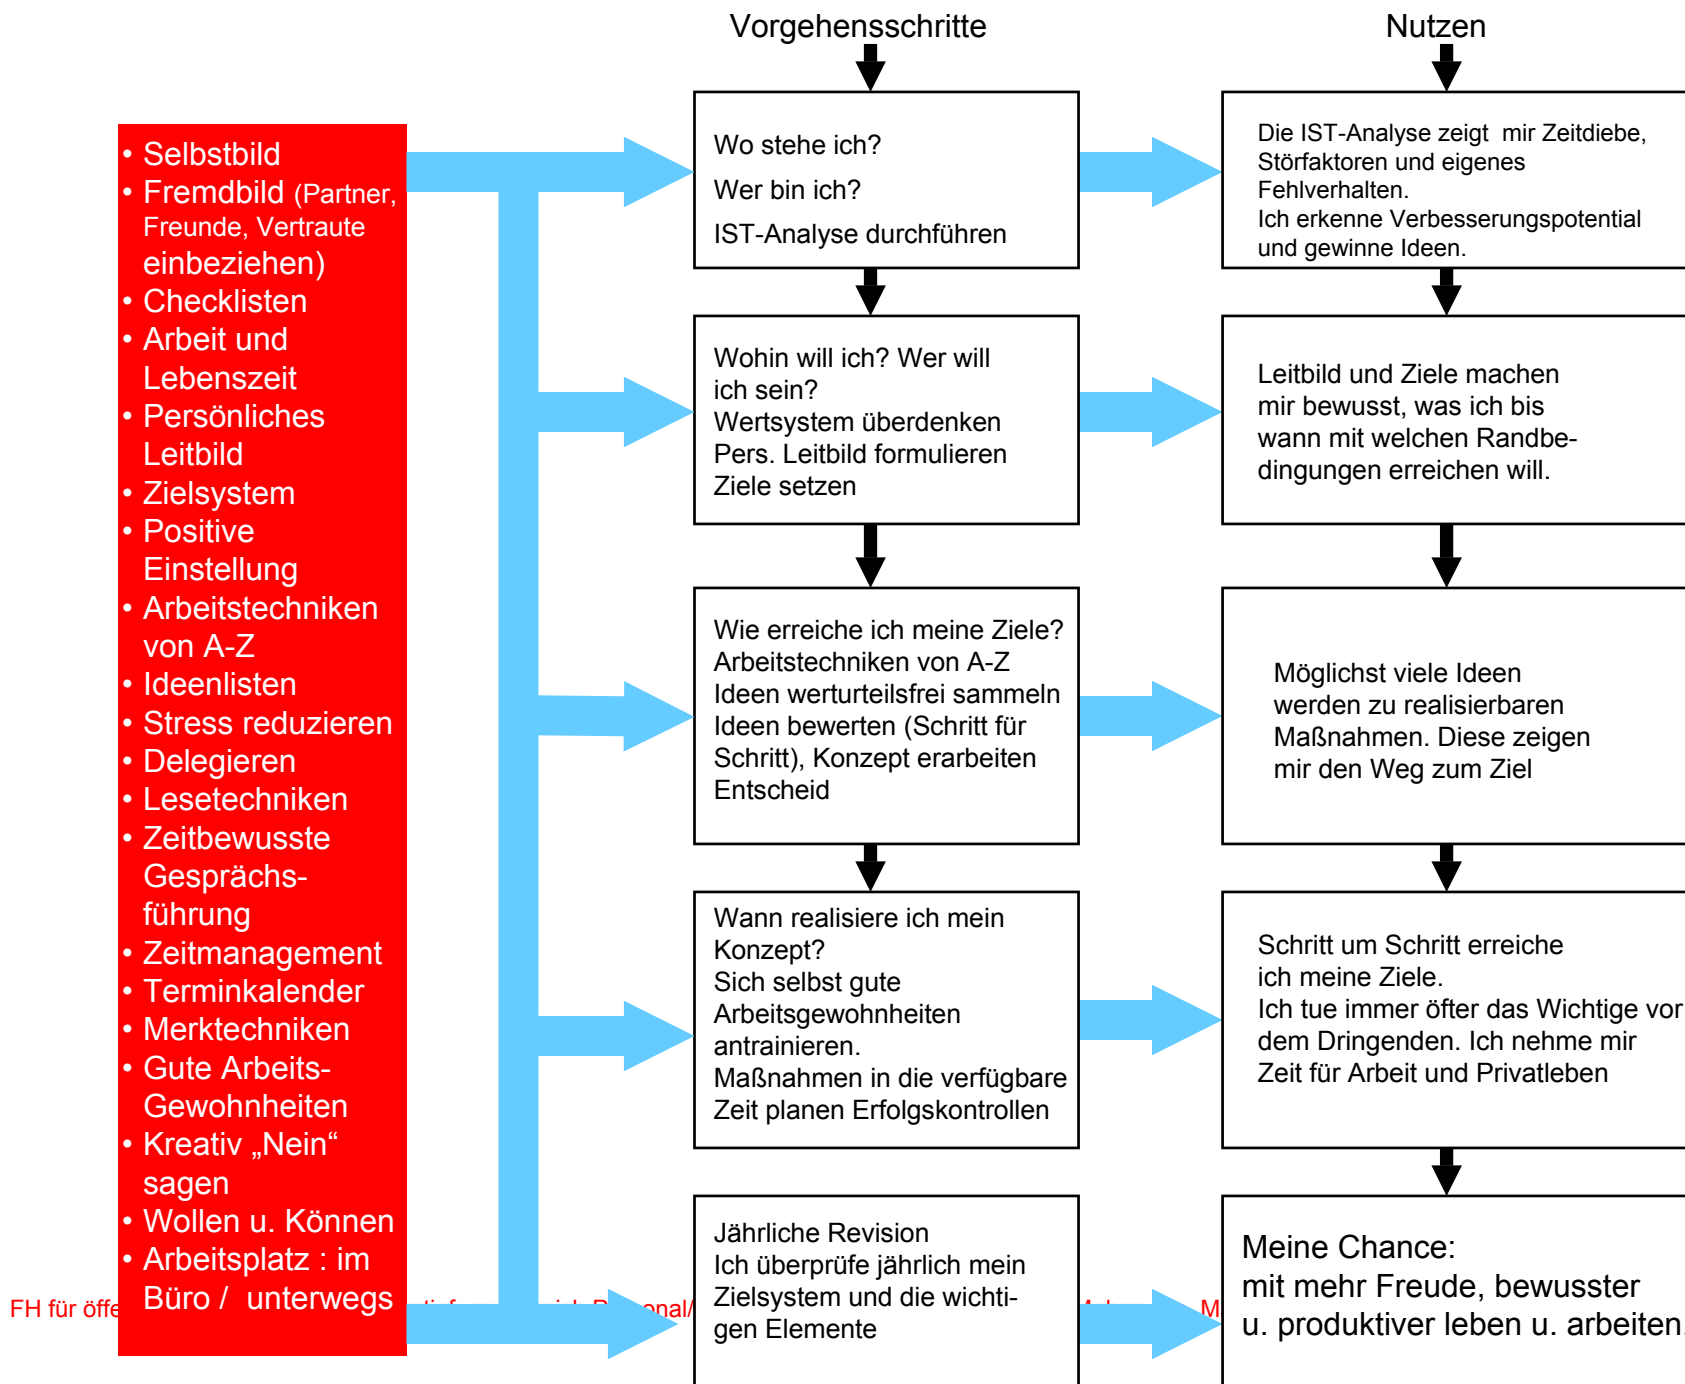 Vorgehensschritte
Nutzen
• Selbstbild
• Fremdbild (Partner,
Freunde, Vertraute
einbeziehen)
• Checklisten
• Arbeit und
Lebenszeit
• Persönliches
Leitbild
• Zielsystem
• Positive
Einstellung
• Arbeitstechniken
von A-Z
• Ideenlisten
• Stress reduzieren
• Delegieren
• Lesetechniken
• Zeitbewusste
Gesprächs-
führung
• Zeitmanagement
• Terminkalender
• Merktechniken
• Gute Arbeits-
Gewohnheiten
• Kreativ „Nein“
sagen
• Wollen u. Können
• Arbeitsplatz : im
Büro / unterwegs
Wo stehe ich?
Wer bin ich?
IST-Analyse durchführen
Die IST-Analyse zeigt mir Zeitdiebe,
Störfaktoren und eigenes
Fehlverhalten.
Ich erkenne Verbesserungspotential
und gewinne Ideen.
Wohin will ich? Wer will
ich sein?
Wertsystem überdenken
Pers. Leitbild formulieren
Ziele setzen
Leitbild und Ziele machen
mir bewusst, was ich bis
wann mit welchen Randbe-
dingungen erreichen will.
Wie erreiche ich meine Ziele?
Arbeitstechniken von A-Z
Ideen werturteilsfrei sammeln
Ideen bewerten (Schritt für
Schritt), Konzept erarbeiten
Entscheid
Möglichst viele Ideen
werden zu realisierbaren
Maßnahmen. Diese zeigen
mir den Weg zum Ziel
Wann realisiere ich mein
Konzept?
Sich selbst gute
Arbeitsgewohnheiten
antrainieren.
Maßnahmen in die verfügbare
Zeit planen Erfolgskontrollen
Schritt um Schritt erreiche
ich meine Ziele.
Ich tue immer öfter das Wichtige vor
dem Dringenden. Ich nehme mir
Zeit für Arbeit und Privatleben
Jährliche Revision
Ich überprüfe jährlich mein
Zielsystem und die wichti-
gen Elemente
Meine Chance:
mit mehr Freude, bewusster
u. produktiver leben u. arbeiten.
FH für